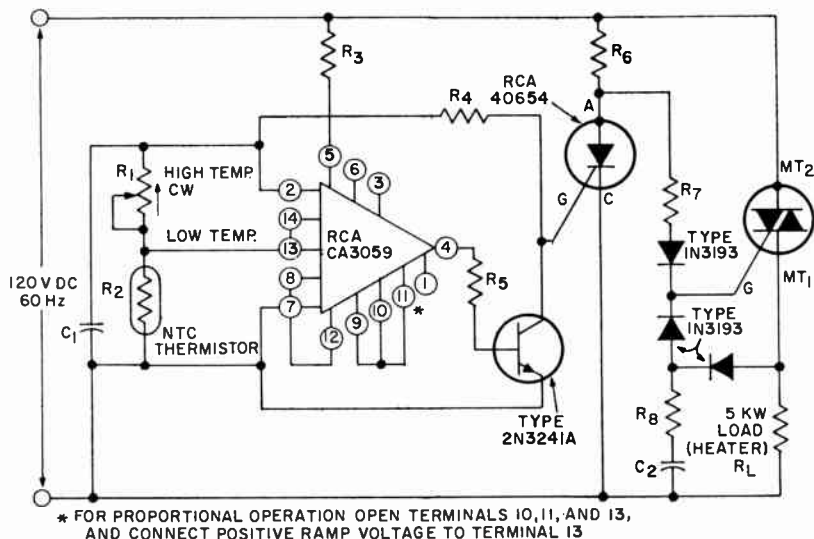 R3
R6
RCA
40654
R4
A
R1
HIGH TEMP.
CW
5
6
3
2
G
C
R7
MT2
14
LOW TEMP.
13
RCA
CA3059
4
TYPE
1N3193
120 V DC
60 Hz
R2
8
11
1
R5
G
MT1
7
10
*
TYPE
1N3193
C1
NTC
THERMISTOR
12
9
R8
5 KW
LOAD
(HEATER)
RL
TYPE
2N3241A
C2
* FOR PROPORTIONAL OPERATION OPEN TERMINALS 10, 11, AND 13,
AND CONNECT POSITIVE RAMP VOLTAGE TO TERMINAL 13